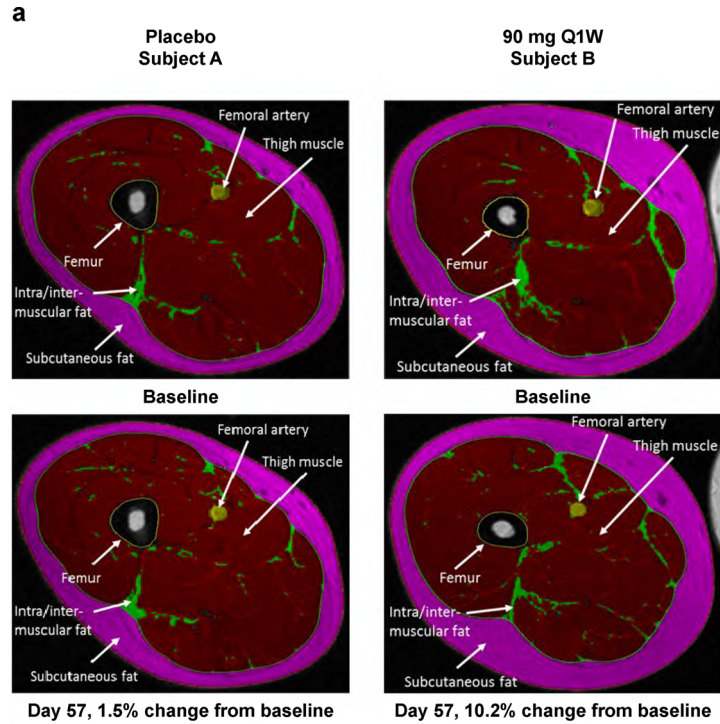 a
Placebo
Subject A
90 mg Q1W
Subject B
Femoral artery
Thigh muscle
Femur
Intra/inter-
muscular fat
Subcutaneous fat
Femoral artery
Thigh muscle
Femur
Intra/inter-
muscular fat
Subcutaneous fat
Baseline
Baseline
Femoral artery
Thigh muscle
Femur
Intra/inter-
muscular fat
Subcutaneous fat
Femoral artery
Thigh muscle
Femur
Intra/inter-
muscular fat
Subcutaneous fat
Day 57, 1.5% change from baseline
Day 57, 10.2% change from baseline